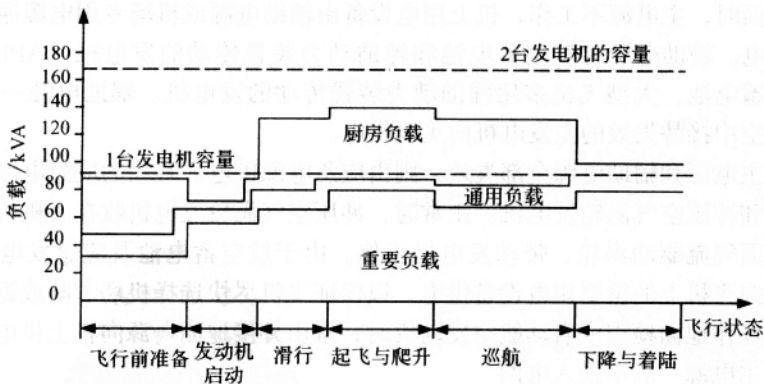 负载/kVA
180
160
140
120
100
80
60
40
20
0
2台发电机的容量
1台发电机容量
厨房负载
通用负载
重要负载
飞行状态
飞行前准备
发动机
启动
滑行
起飞与爬升
巡航
下降与着陆